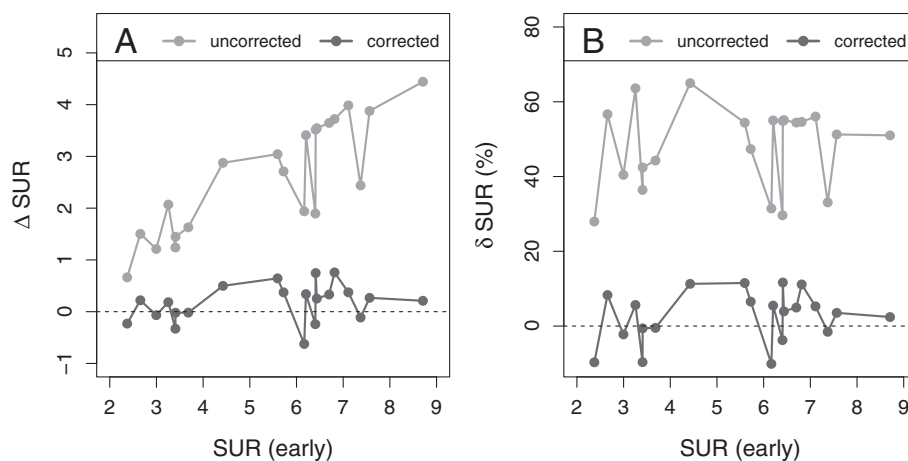 A
uncorrected
corrected
Δ SUR
5
4
3
2
1
0
−1
2 3 4 5 6 7 8 9
SUR (early)
B
uncorrected
corrected
δ SUR (%)
80
60
40
20
0
2 3 4 5 6 7 8 9
SUR (early)